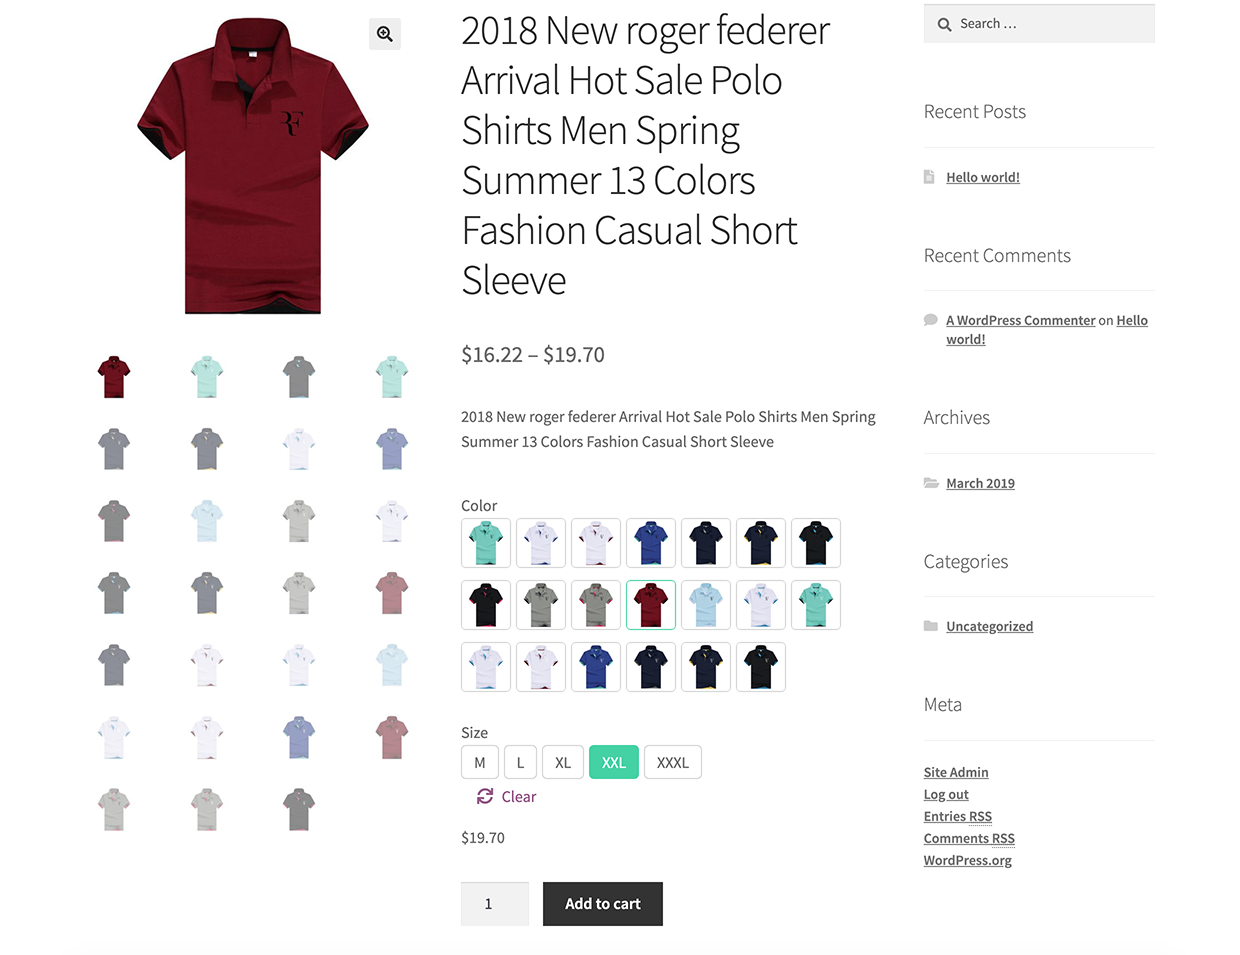 RF
2018 New roger federer
Arrival Hot Sale Polo
Shirts Men Spring
Summer 13 Colors
Fashion Casual Short
Sleeve
$16.22 – $19.70
2018 New roger federer Arrival Hot Sale Polo Shirts Men Spring
Summer 13 Colors Fashion Casual Short Sleeve
Color
Size
M
L
XL
XXL
XXXL
Clear
$19.70
1
Add to cart
Search …
Recent Posts
Hello world!
Recent Comments
A WordPress Commenter on Hello
world!
Archives
March 2019
Categories
Uncategorized
Meta
Site Admin
Log out
Entries RSS
Comments RSS
WordPress.org